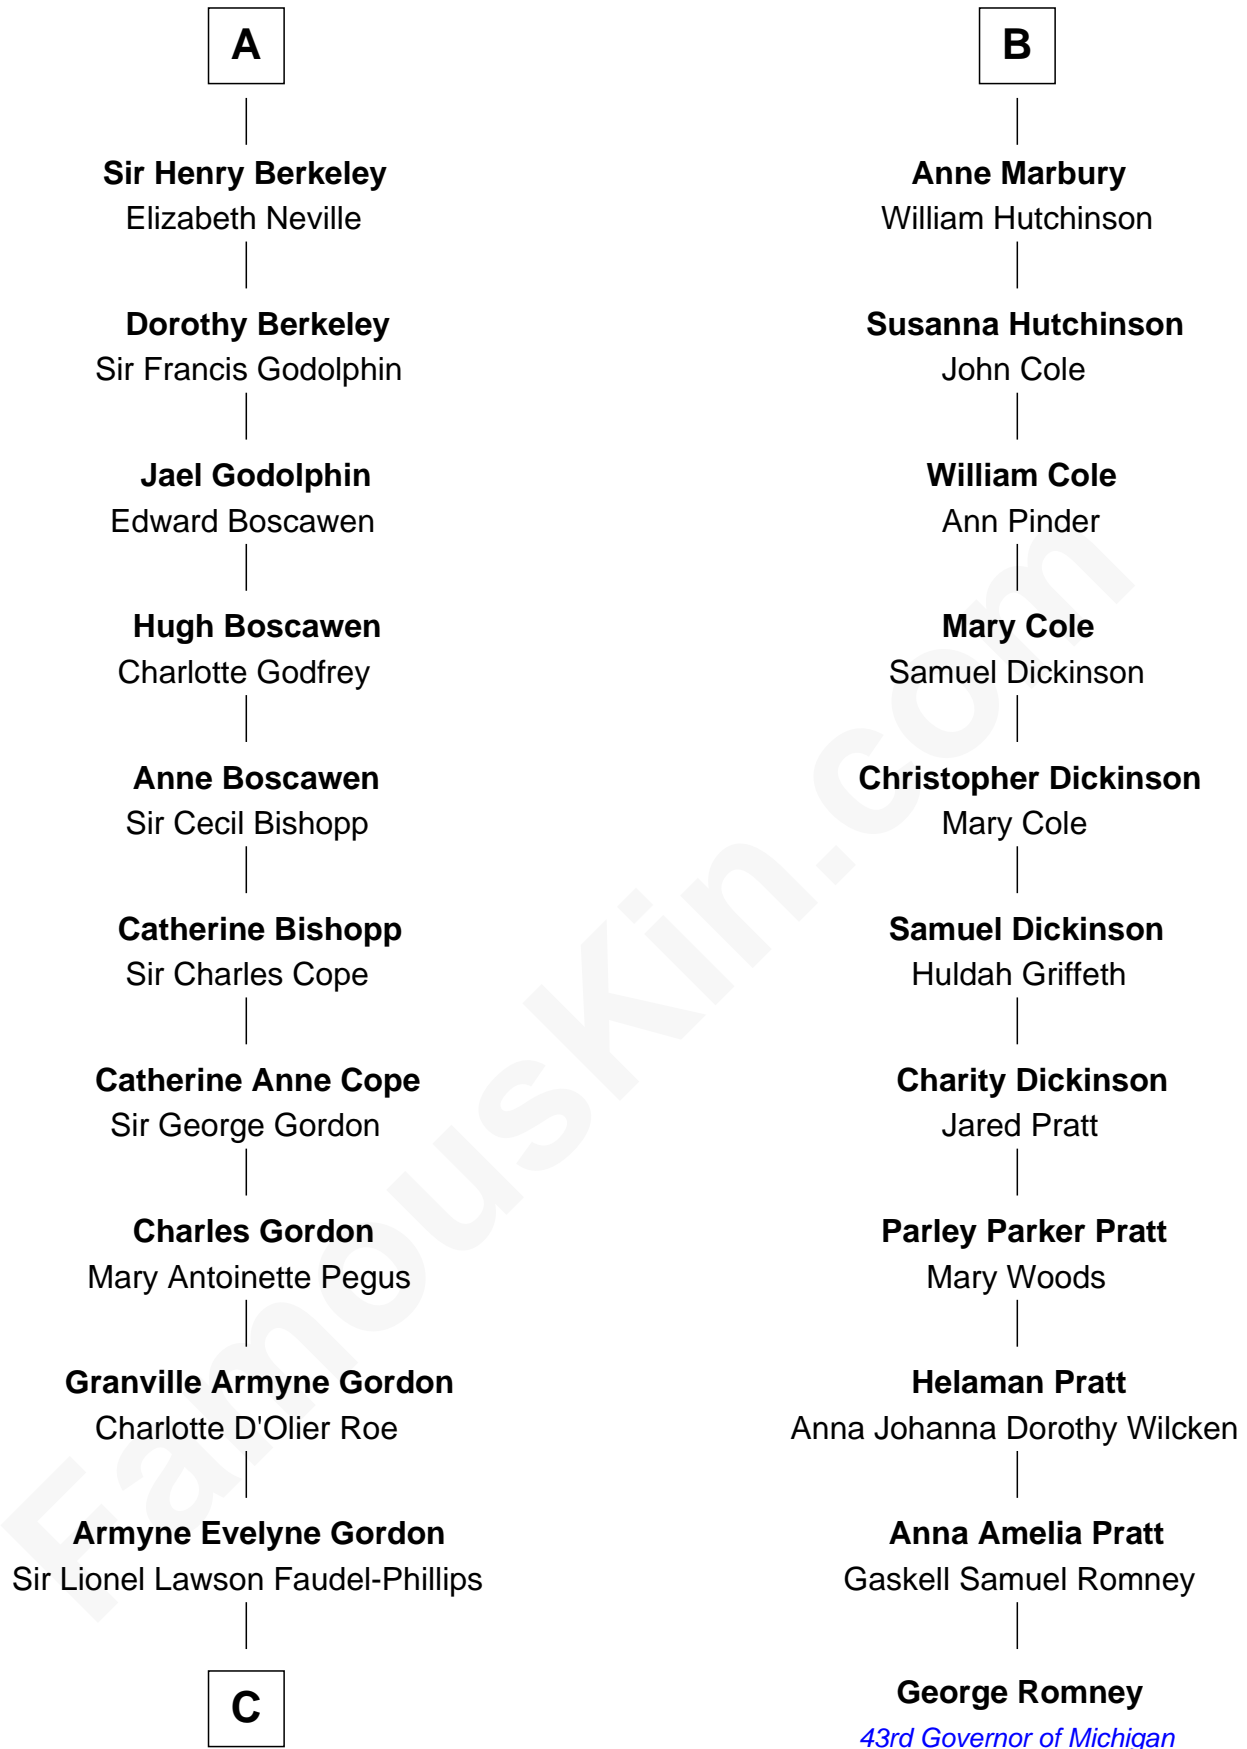 A
Sir Henry Berkeley
Elizabeth Neville
Dorothy Berkeley
Sir Francis Godolphin
Jael Godolphin
Edward Boscawen
Hugh Boscawen
Charlotte Godfrey
Anne Boscawen
Sir Cecil Bishopp
Catherine Bishopp
Sir Charles Cope
Catherine Anne Cope
Sir George Gordon
Charles Gordon
Mary Antoinette Pegus
Granville Armyne Gordon
Charlotte D'Olier Roe
Armyne Evelyne Gordon
Sir Lionel Lawson Faudel-Phillips
C
B
Anne Marbury
William Hutchinson
Susanna Hutchinson
John Cole
William Cole
Ann Pinder
Mary Cole
Samuel Dickinson
Christopher Dickinson
Mary Cole
Samuel Dickinson
Huldah Griffeth
Charity Dickinson
Jared Pratt
Parley Parker Pratt
Mary Woods
Helaman Pratt
Anna Johanna Dorothy Wilcken
Anna Amelia Pratt
Gaskell Samuel Romney
George Romney
43rd Governor of Michigan
FamousKin.com